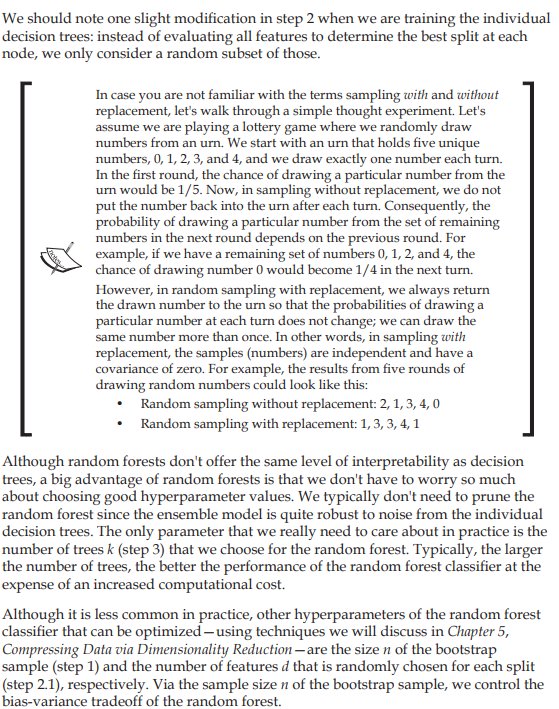 We should note one slight modification in step 2 when we are training the individual
decision trees: instead of evaluating all features to determine the best split at each
node, we only consider a random subset of those.
In case you are not familiar with the terms sampling with and without
replacement, let's walk through a simple thought experiment. Let's
assume we are playing a lottery game where we randomly draw
numbers from an urn. We start with an urn that holds five unique
numbers, 0, 1, 2, 3, and 4, and we draw exactly one number each turn.
In the first round, the chance of drawing a particular number from the
urn would be 1/5. Now, in sampling without replacement, we do not
put the number back into the urn after each turn. Consequently, the
probability of drawing a particular number from the set of remaining
numbers in the next round depends on the previous round. For
example, if we have a remaining set of numbers 0, 1, 2, and 4, the
chance of drawing number 0 would become 1/4 in the next turn.
However, in random sampling with replacement, we always return
the drawn number to the urn so that the probabilities of drawing a
particular number at each turn does not change; we can draw the
same number more than once. In other words, in sampling with
replacement, the samples (numbers) are independent and have a
covariance of zero. For example, the results from five rounds of
drawing random numbers could look like this:
• Random sampling without replacement: 2, 1, 3, 4, 0
• Random sampling with replacement: 1, 3, 3, 4, 1
Although random forests don't offer the same level of interpretability as decision
trees, a big advantage of random forests is that we don't have to worry so much
about choosing good hyperparameter values. We typically don't need to prune the
random forest since the ensemble model is quite robust to noise from the individual
decision trees. The only parameter that we really need to care about in practice is the
number of trees k (step 3) that we choose for the random forest. Typically, the larger
the number of trees, the better the performance of the random forest classifier at the
expense of an increased computational cost.
Although it is less common in practice, other hyperparameters of the random forest
classifier that can be optimized—using techniques we will discuss in Chapter 5,
Compressing Data via Dimensionality Reduction—are the size n of the bootstrap
sample (step 1) and the number of features d that is randomly chosen for each split
(step 2.1), respectively. Via the sample size n of the bootstrap sample, we control the
bias-variance tradeoff of the random forest.